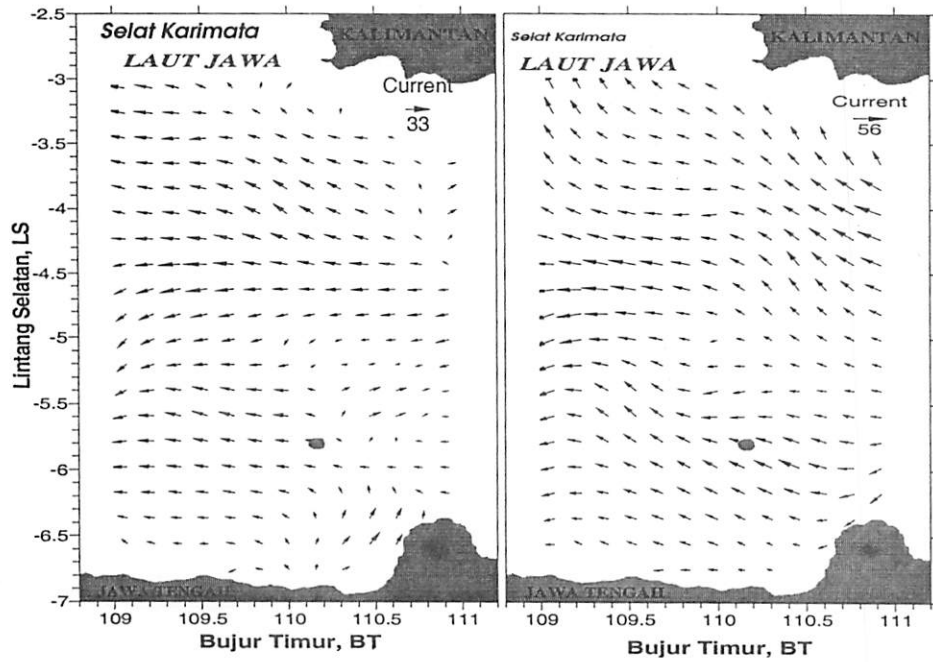 Selat Karimata
LAUT JAWA
KALIMANTAN
Current
33
Lintang Selatan, LS
-2.5
-3
-3.5
-4
-4.5
-5
-5.5
-6
-6.5
-7
JAWA TENGAH
109
109.5
110
110.5
111
Bujur Timur, BT
Selat Karimata
LAUT JAWA
KALIMANTAN
Current
56
JAWA TENGAH
109
109.5
110
110.5
111
Bujur Timur, BT